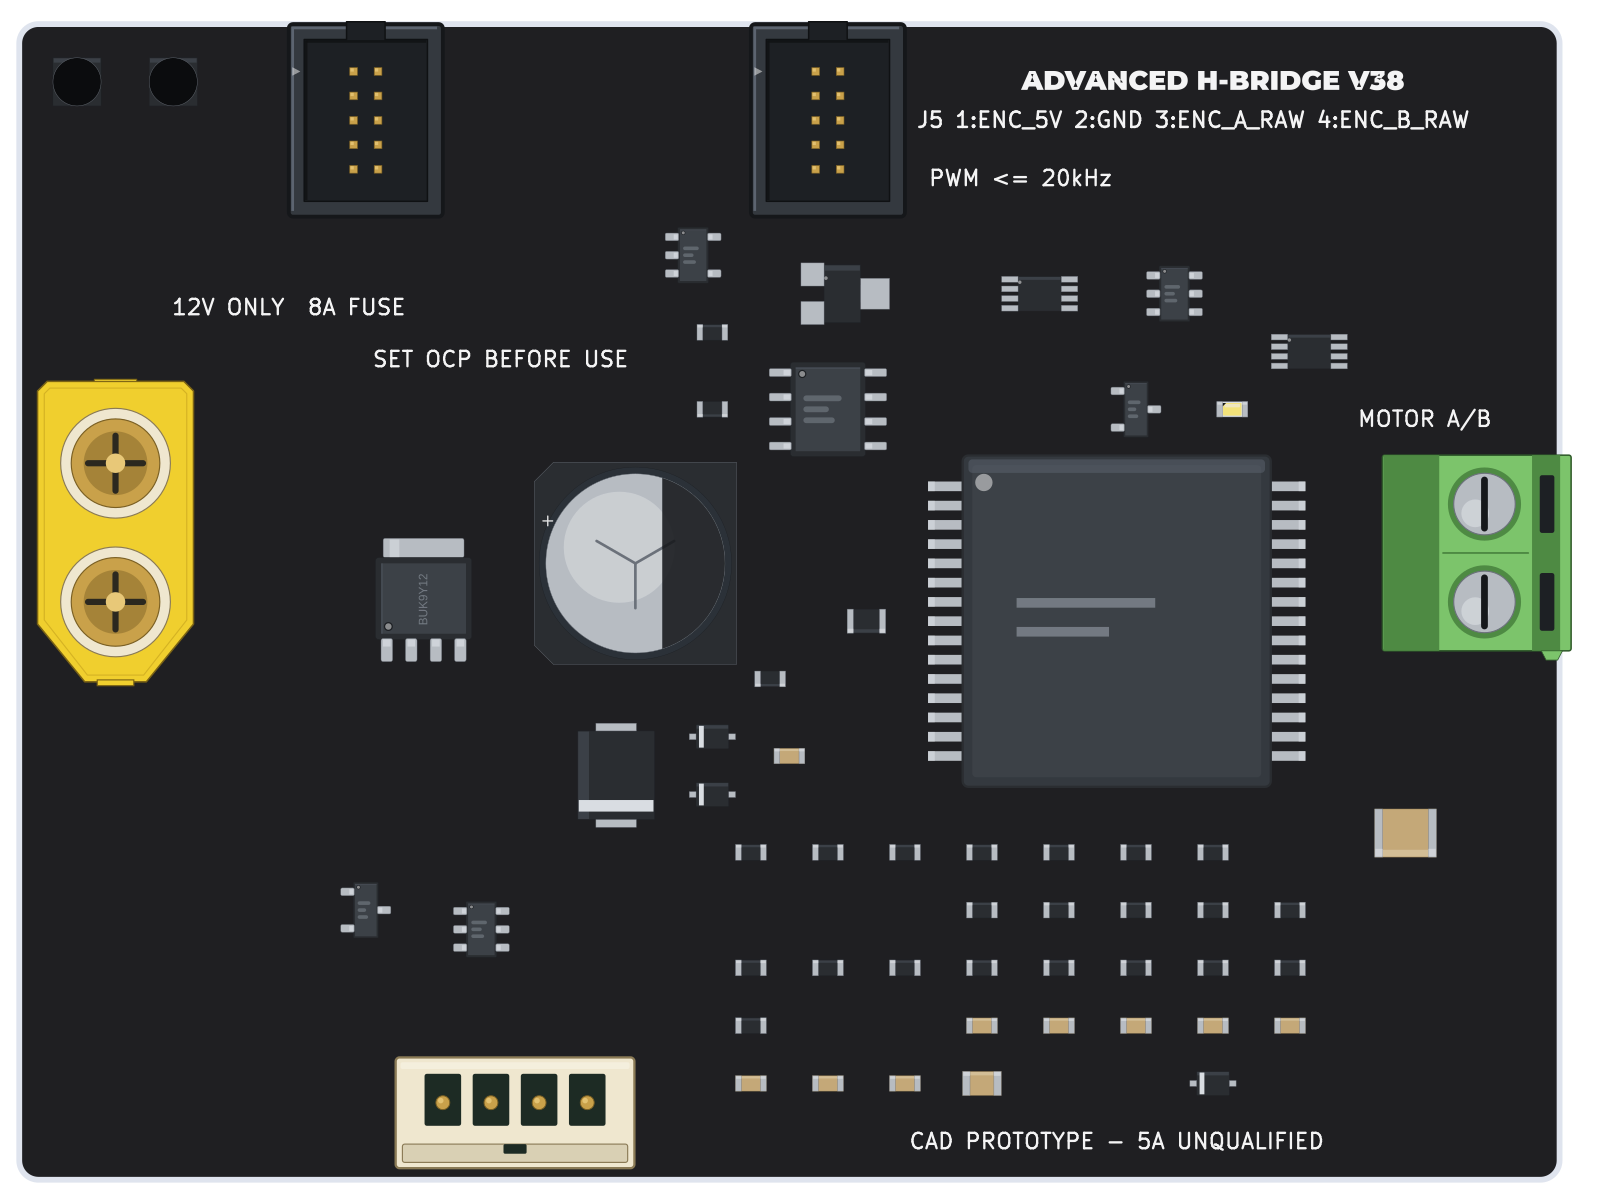 ADVANCED H-BRIDGE V38
J5 1:ENC_5V 2:GND 3:ENC_A_RAW 4:ENC_B_RAW
PWM <= 20kHz
12V ONLY 8A FUSE
SET OCP BEFORE USE
MOTOR A/B
+
BUK9Y12
CAD PROTOTYPE – 5A UNQUALIFIED